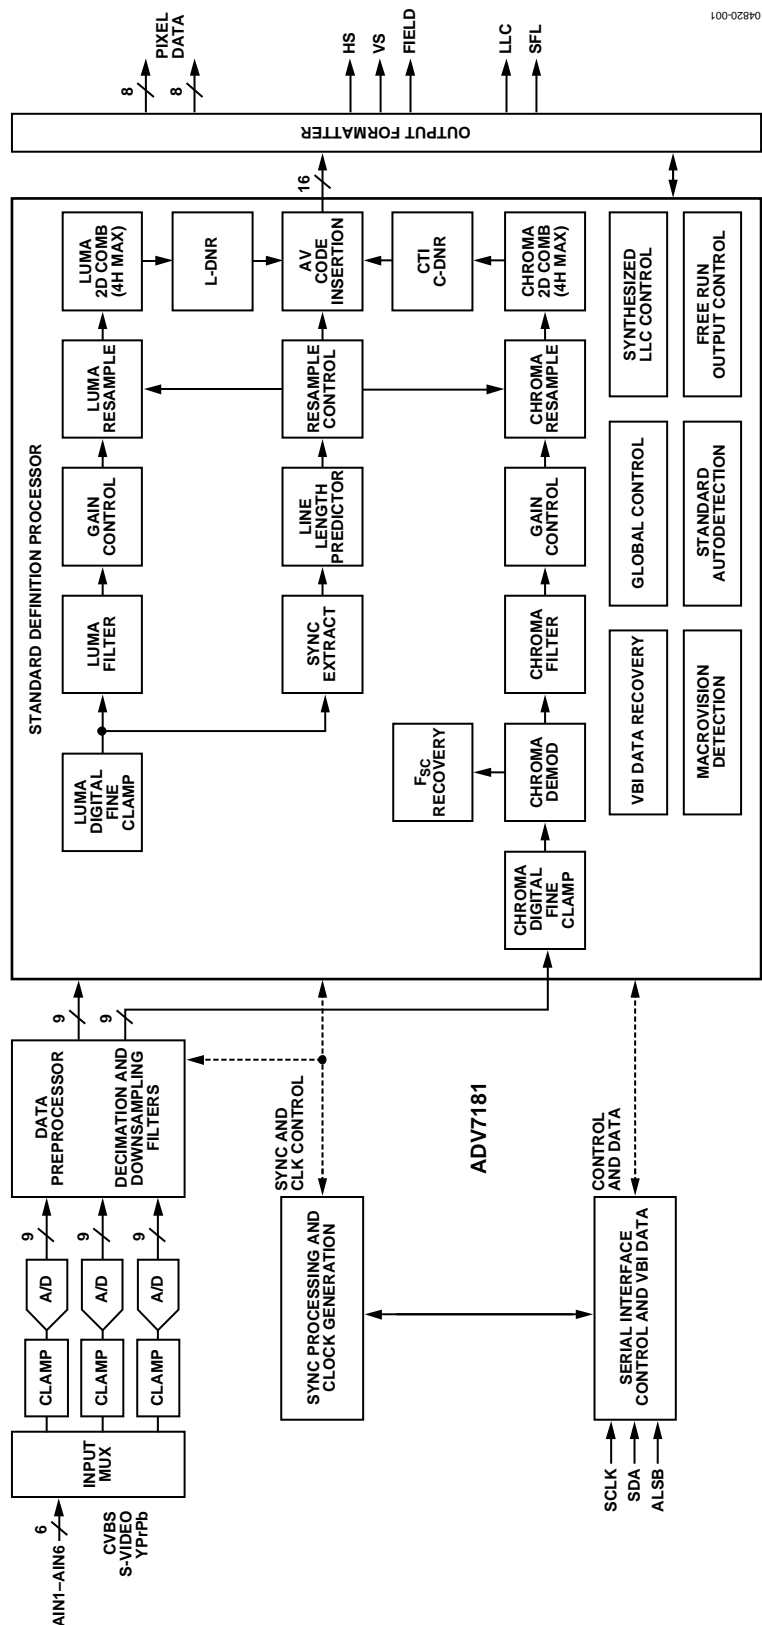 AIN1–AIN6
6
CVBS
S-VIDEO
YPrPb
INPUT
MUX
CLAMP
CLAMP
CLAMP
A/D
A/D
A/D
9
9
9
DATA
PREPROCESSOR
DECIMATION AND
DOWNSAMPLING
FILTERS
9
9
SCLK
SDA
ALSB
SERIAL INTERFACE
CONTROL AND VBI DATA
SYNC PROCESSING AND
CLOCK GENERATION
SYNC AND
CLK CONTROL
CONTROL
AND DATA
ADV7181
STANDARD DEFINITION PROCESSOR
LUMA
DIGITAL
FINE
CLAMP
LUMA
FILTER
GAIN
CONTROL
LUMA
RESAMPLE
LUMA
2D COMB
(4H MAX)
L-DNR
SYNC
EXTRACT
LINE
LENGTH
PREDICTOR
RESAMPLE
CONTROL
AV
CODE
INSERTION
CHROMA
DIGITAL
FINE
CLAMP
CHROMA
DEMOD
FSC
RECOVERY
CHROMA
FILTER
GAIN
CONTROL
CHROMA
RESAMPLE
CHROMA
2D COMB
(4H MAX)
CTI
C-DNR
VBI DATA RECOVERY
GLOBAL CONTROL
SYNTHESIZED
LLC CONTROL
MACROVISION
DETECTION
STANDARD
AUTODETECTION
FREE RUN
OUTPUT CONTROL
16
OUTPUT FORMATTER
8
8
PIXEL
DATA
HS
VS
FIELD
LLC
SFL
04820-001